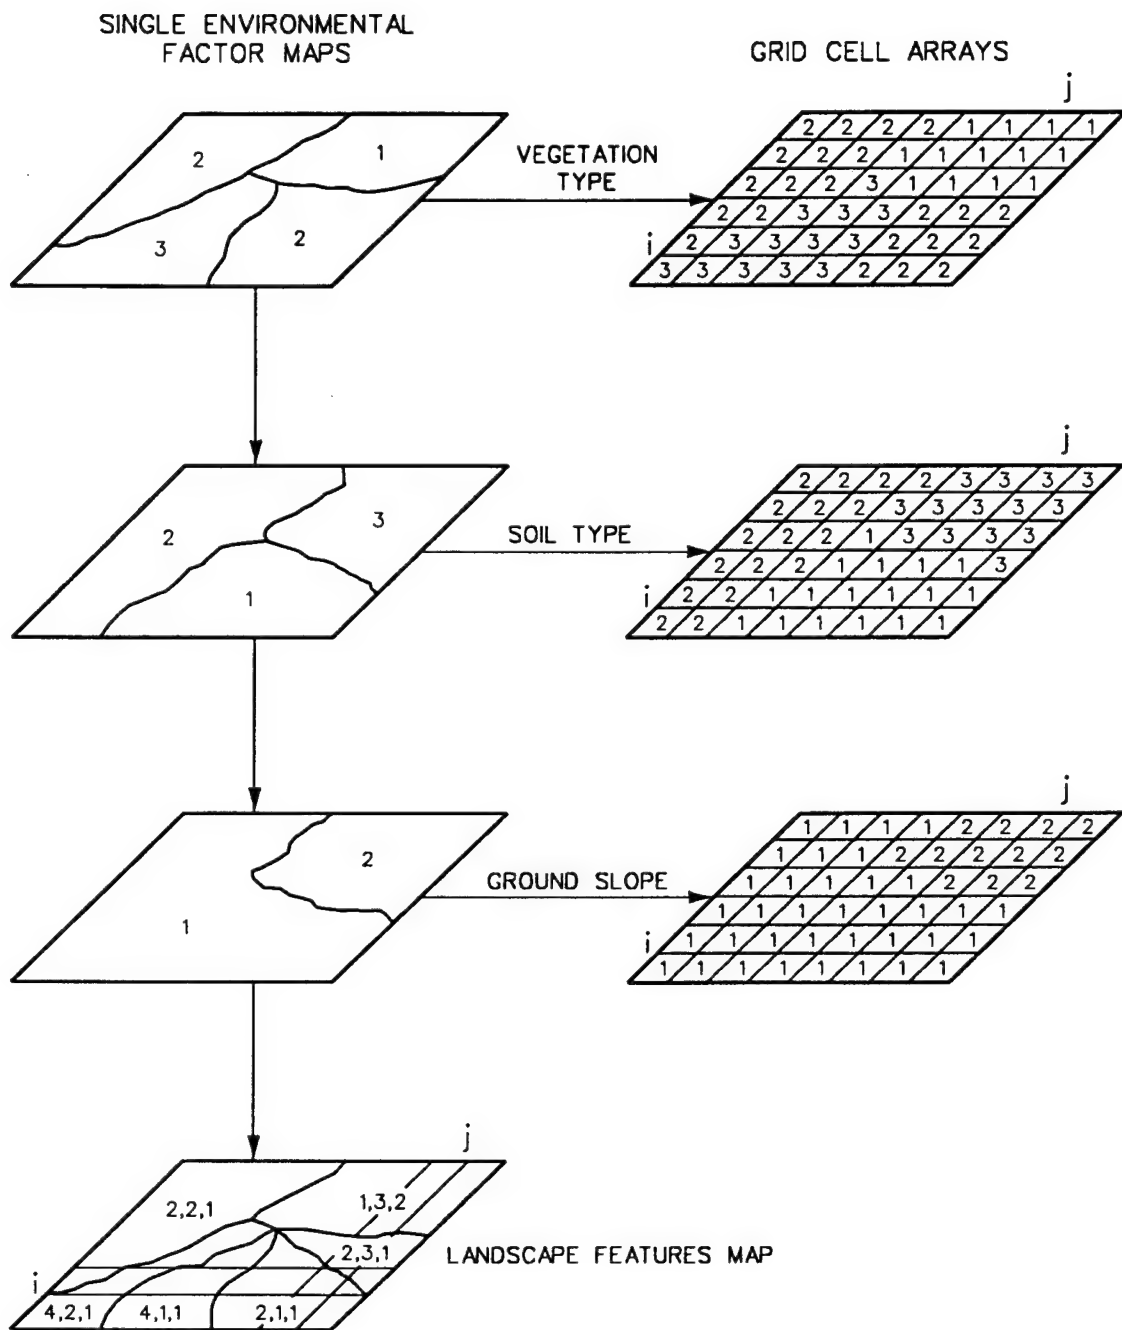 SINGLE ENVIRONMENTAL
FACTOR MAPS
GRID CELL ARRAYS
j
2 2 2 2 1 1 1 1
2 2 2 1 1 1 1 1
2 2 2 3 1 1 1 1
2 2 3 3 3 2 2 2
i 2 3 3 3 3 2 2 2
3 3 3 3 3 2 2 2
2
1
3
2
VEGETATION
TYPE
j
2 2 2 2 3 3 3 3
2 2 2 3 3 3 3 3
2 2 2 1 3 3 3 3
2 2 2 1 1 1 1 3
i 2 2 1 1 1 1 1 1
2 2 1 1 1 1 1 1
2
3
1
SOIL TYPE
j
1 1 1 1 2 2 2 2
1 1 1 2 2 2 2 2
1 1 1 1 1 2 2 2
1 1 1 1 1 1 1 1
i 1 1 1 1 1 1 1 1
1 1 1 1 1 1 1 1
2
1
GROUND SLOPE
j
2,2,1
1,3,2
2,3,1
LANDSCAPE FEATURES MAP
i
4,2,1
4,1,1
2,1,1